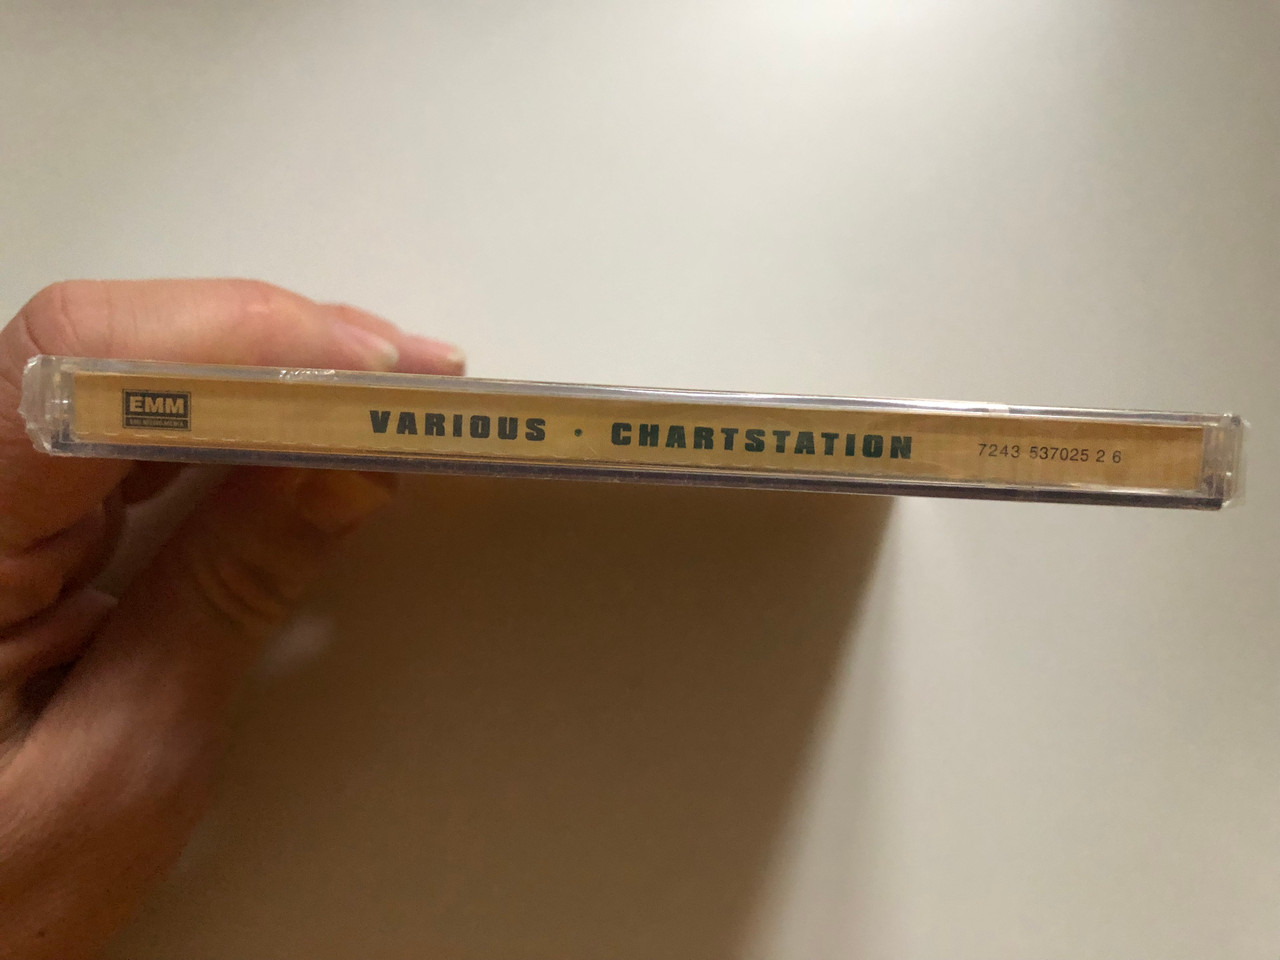 EMM
VARIOUS · CHARTSTATION
7243 537025 2 6